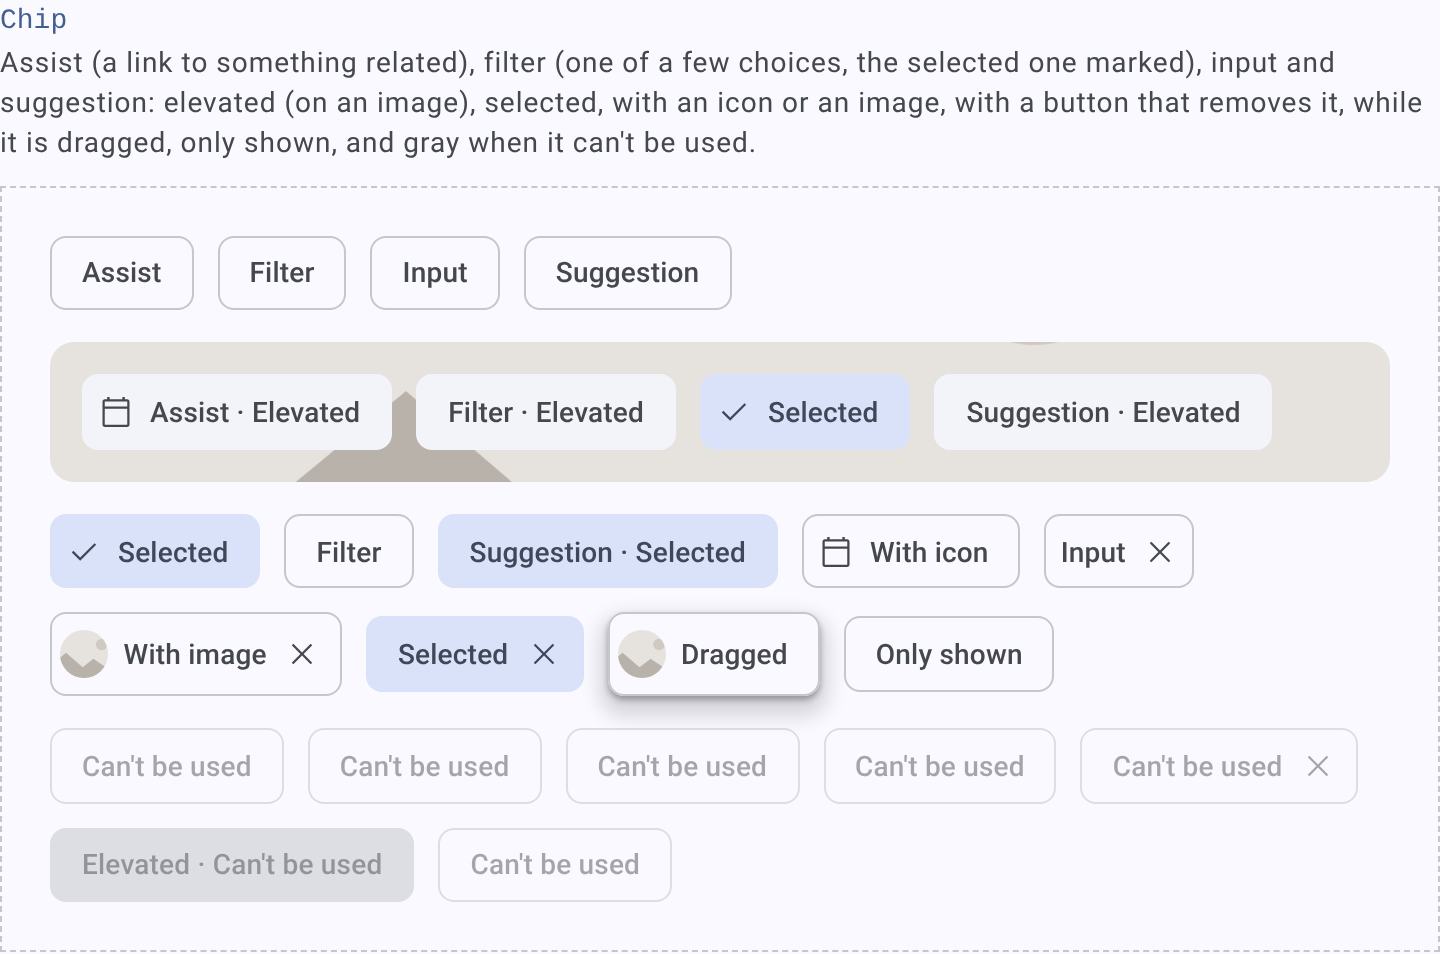 Chip
Assist (a link to something related), filter (one of a few choices, the selected one marked), input and
suggestion: elevated (on an image), selected, with an icon or an image, with a button that removes it, while
it is dragged, only shown, and gray when it can't be used.
Assist Filter Input Suggestion
Assist · Elevated Filter · Elevated Selected Suggestion · Elevated
Selected Filter Suggestion · Selected With icon Input
With image Selected Dragged Only shown
Can't be used Can't be used Can't be used Can't be used Can't be used
Elevated · Can't be used Can't be used